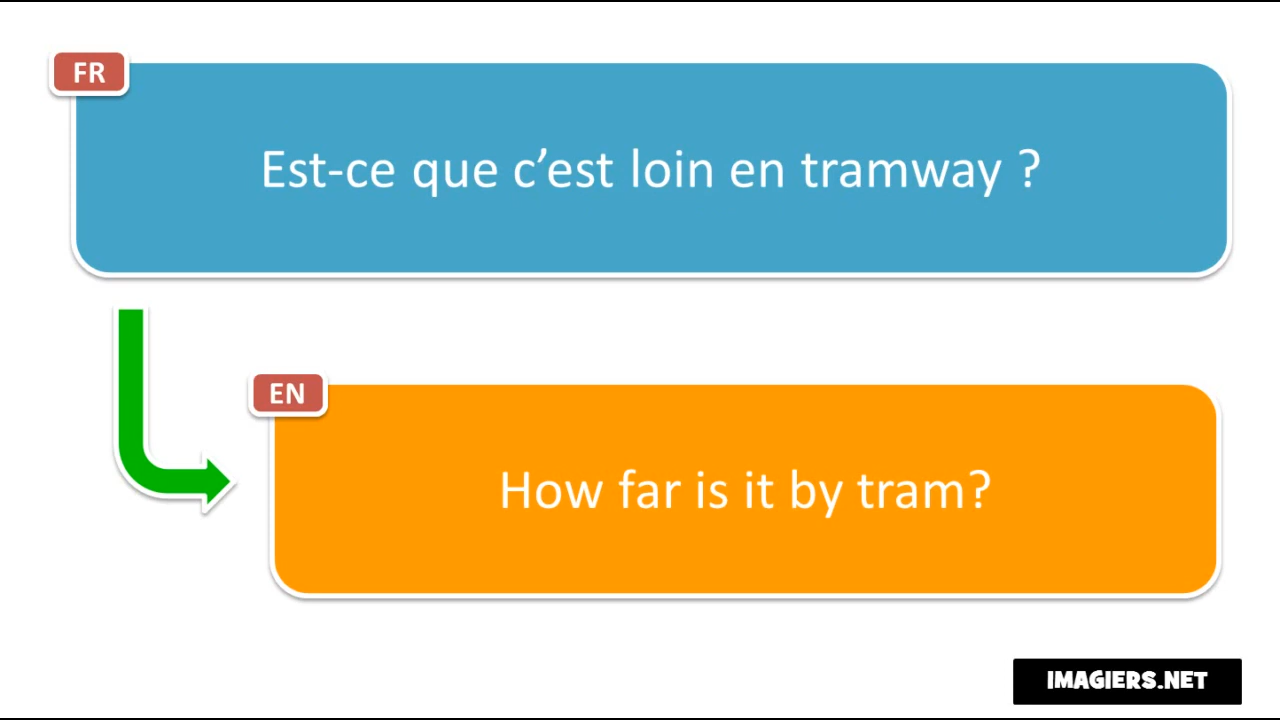 FR
Est-ce que c’est loin en tramway ?
EN
How far is it by tram?
IMAGIERS.NET